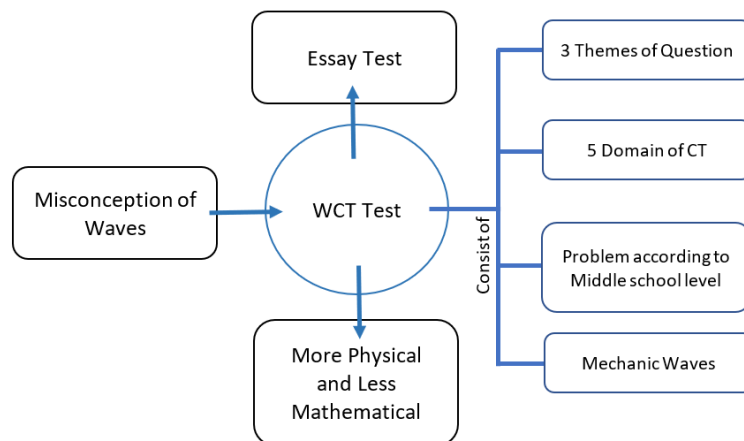 Essay Test
Misconception of
Waves
WCT Test
More Physical
and Less
Mathematical
Consist of
3 Themes of Question
5 Domain of CT
Problem according to
Middle school level
Mechanic Waves